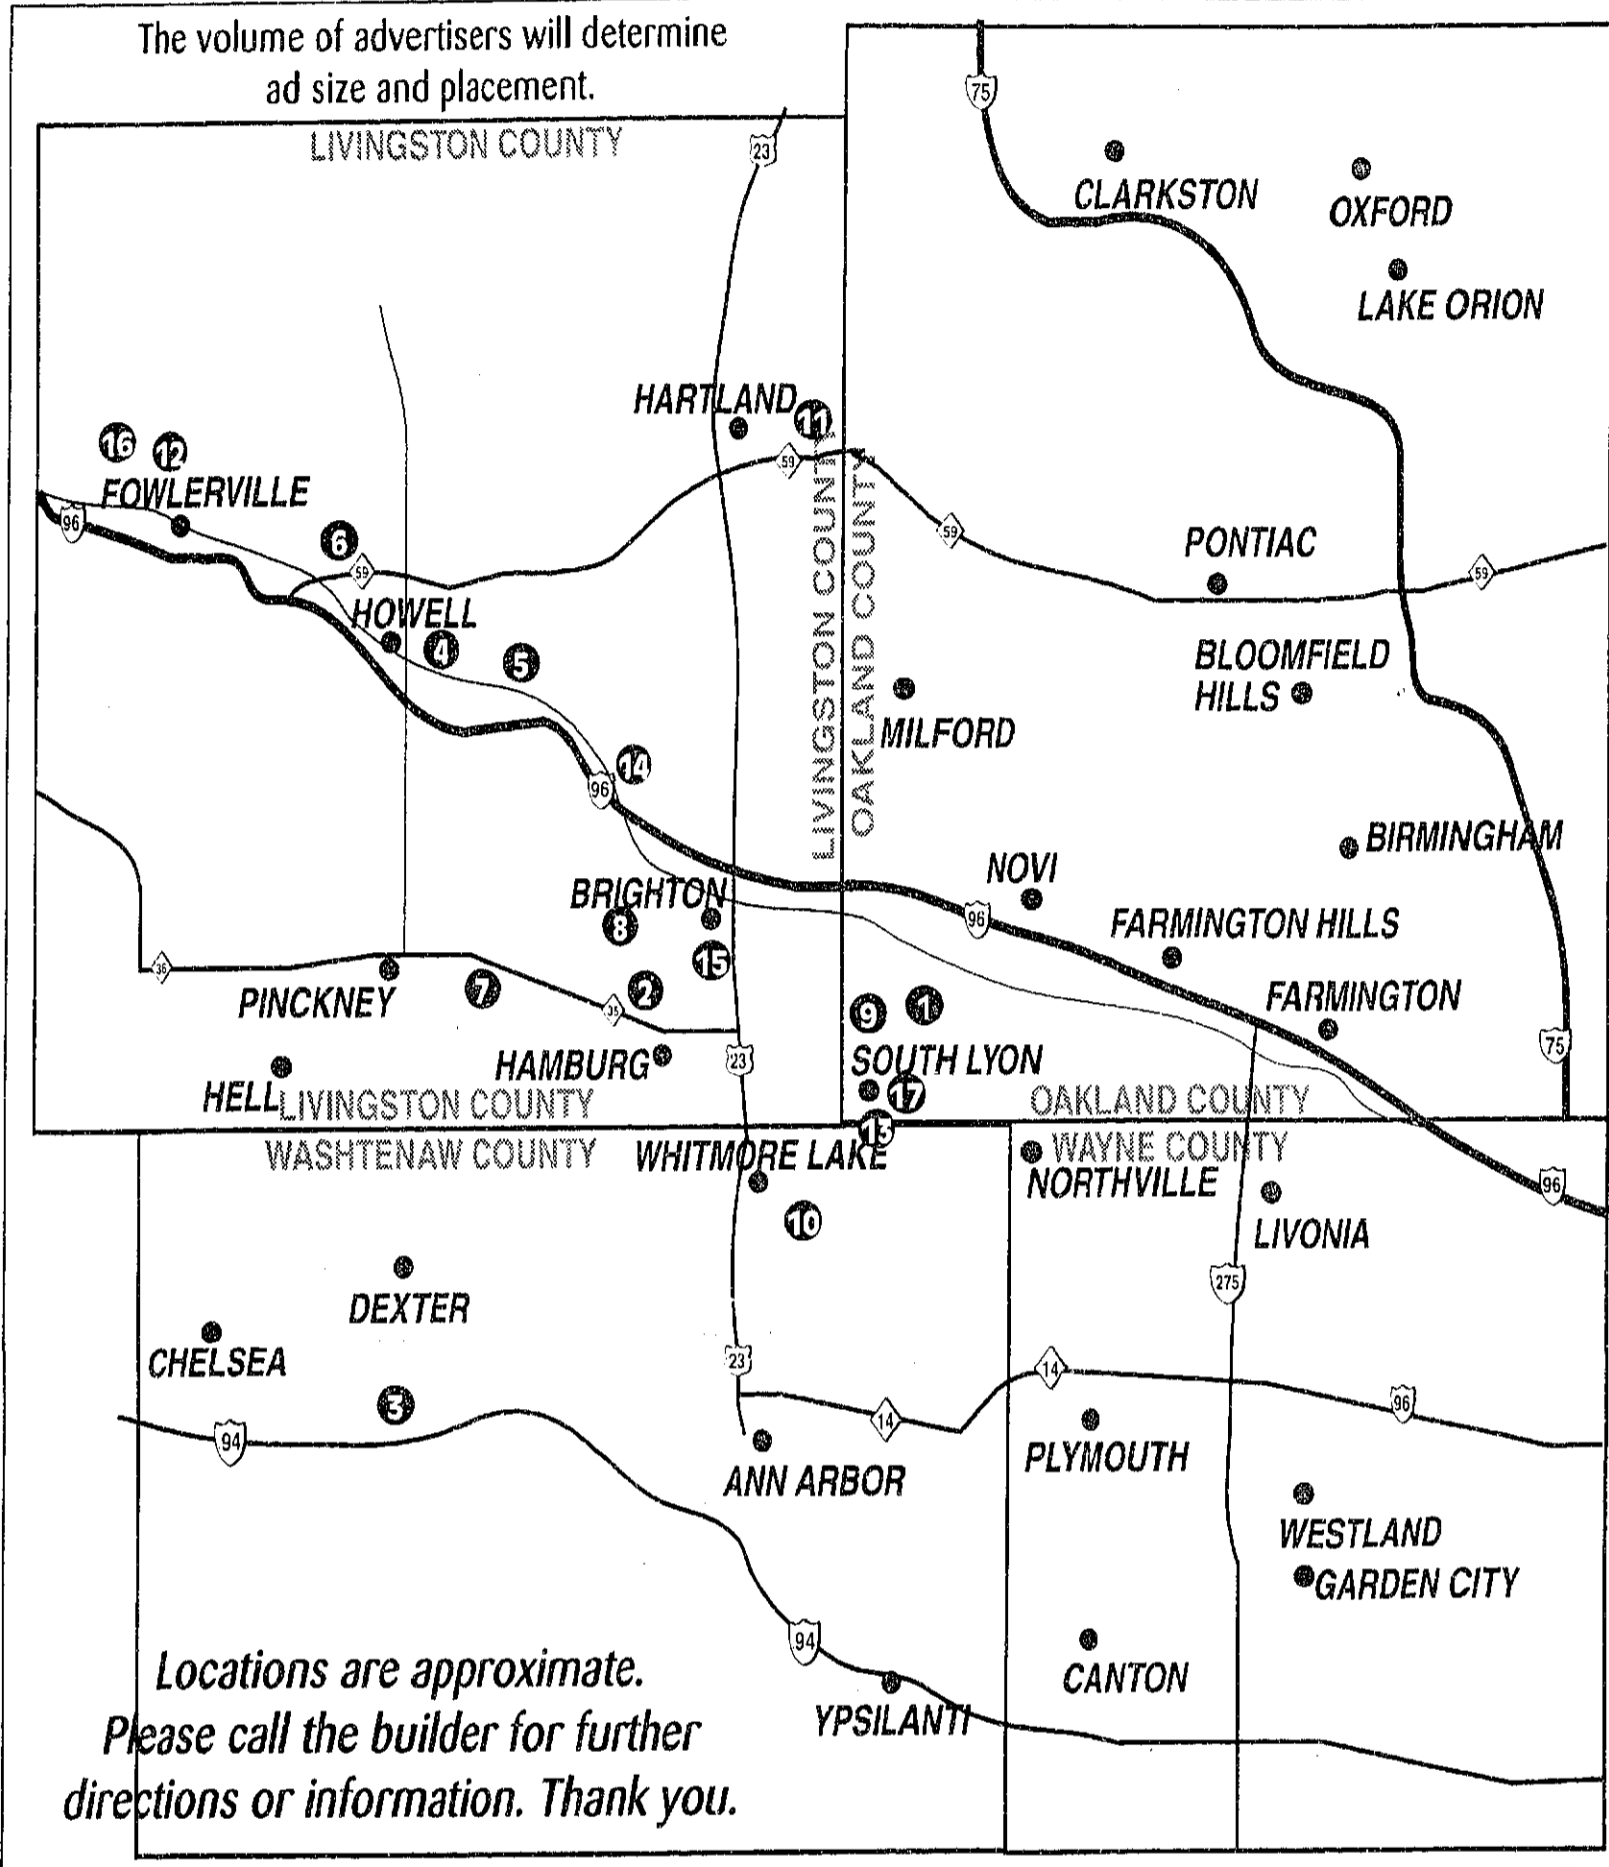 The volume of advertisers will determine
ad size and placement.
LIVINGSTON COUNTY
23
75
CLARKSTON
OXFORD
LAKE ORION
HARTLAND
11
59
16
12
FOWLERVILLE
96
6
59
HOWELL
4
5
LIVINGSTON COUNTY
OAKLAND COUNTY
59
PONTIAC
59
BLOOMFIELD
HILLS
MILFORD
14
96
BIRMINGHAM
NOVI
BRIGHTON
8
96
FARMINGTON HILLS
15
36
PINCKNEY
7
2
9
1
FARMINGTON
HAMBURG
23
SOUTH LYON
75
HELL
17
LIVINGSTON COUNTY
OAKLAND COUNTY
13
WASHTENAW COUNTY
WHITMORE LAKE
WAYNE COUNTY
NORTHVILLE
96
10
LIVONIA
DEXTER
275
CHELSEA
23
14
3
94
14
96
ANN ARBOR
PLYMOUTH
WESTLAND
GARDEN CITY
94
CANTON
YPSILANTI
Locations are approximate.
Please call the builder for further
directions or information. Thank you.